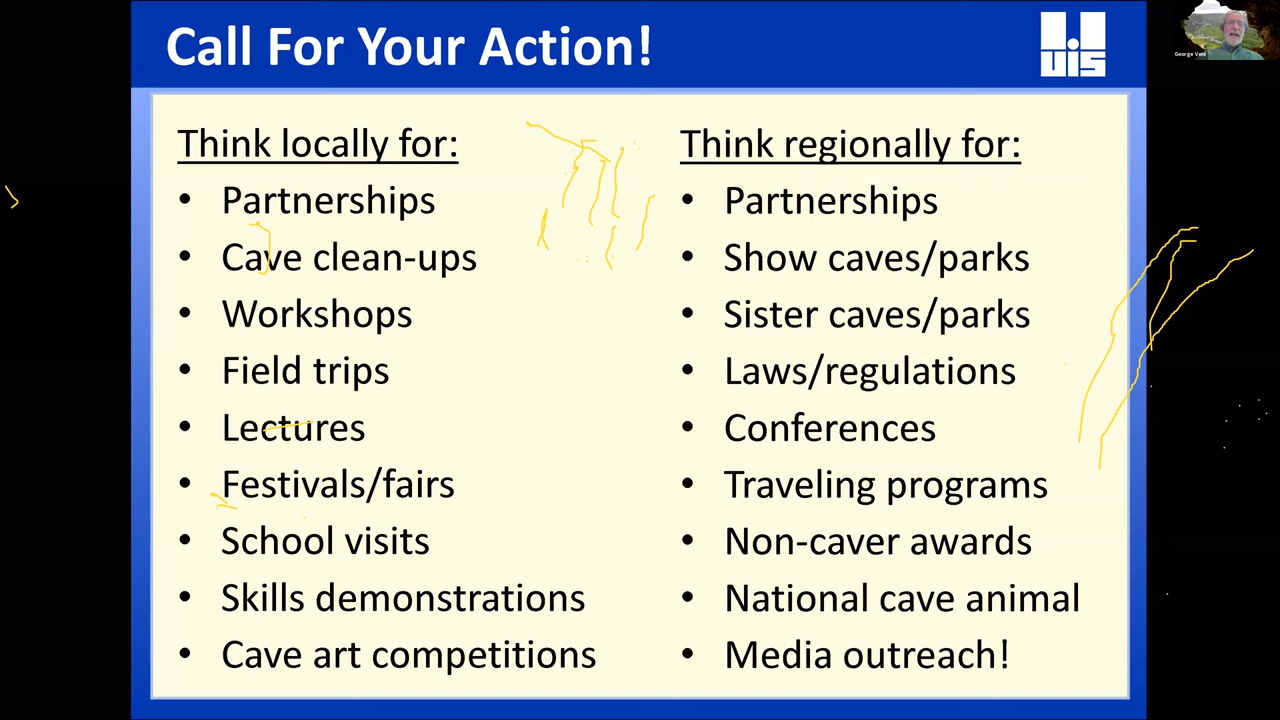 Call For Your Action!
UIS
George Veni
Think locally for:
• Partnerships
• Cave clean-ups
• Workshops
• Field trips
• Lectures
• Festivals/fairs
• School visits
• Skills demonstrations
• Cave art competitions
Think regionally for:
• Partnerships
• Show caves/parks
• Sister caves/parks
• Laws/regulations
• Conferences
• Traveling programs
• Non-caver awards
• National cave animal
• Media outreach!